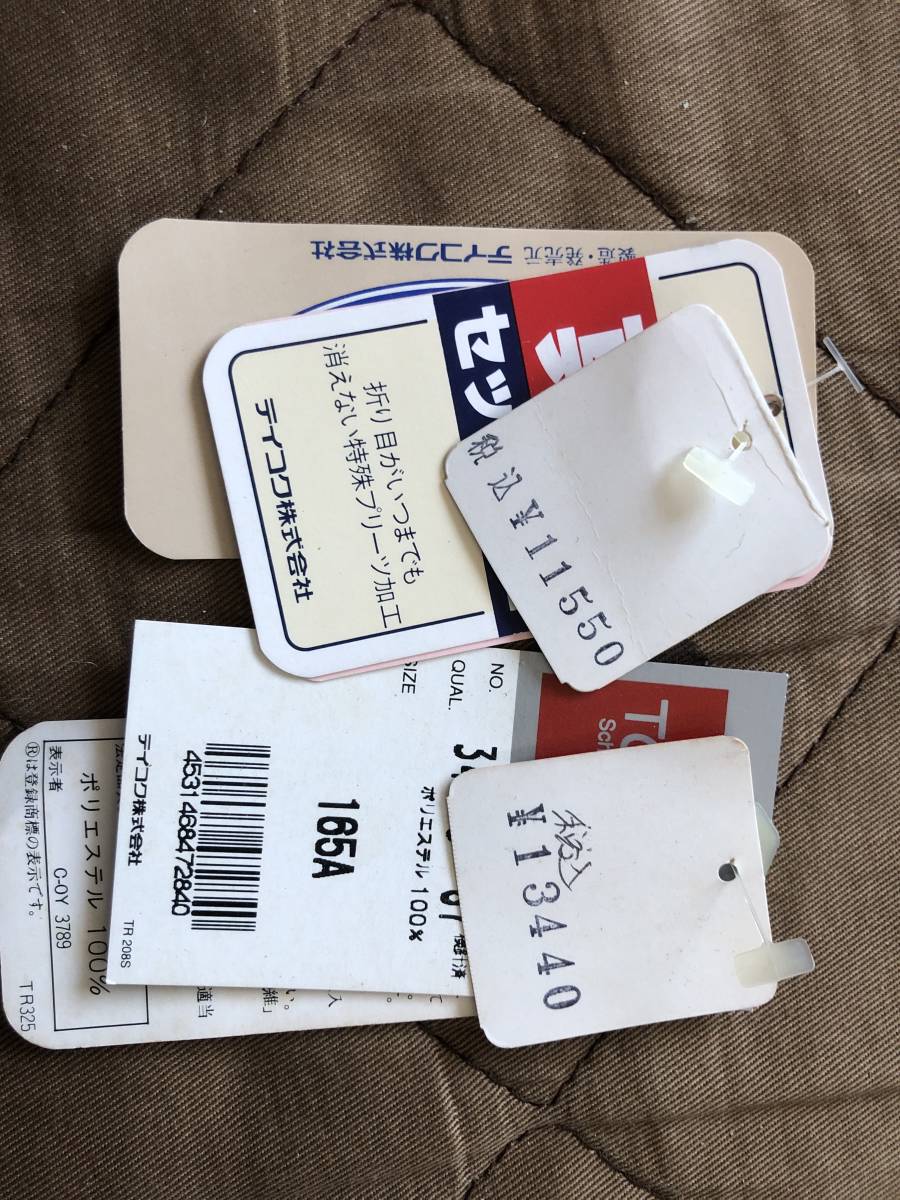 製造・発売元 テイコク株式会社
セッ
折り目がいつまでも
消えない特殊プリーツ加工
テイコク株式会社
税込¥11550
NO.
QUAL.
SIZE
ポリエステル 100%
165A
4531468472840
テイコク株式会社
TR 208S
税込
¥13440
ポリエステル 100%
表示者 C-OY 3789
®は登録商標の表示です。
TR325